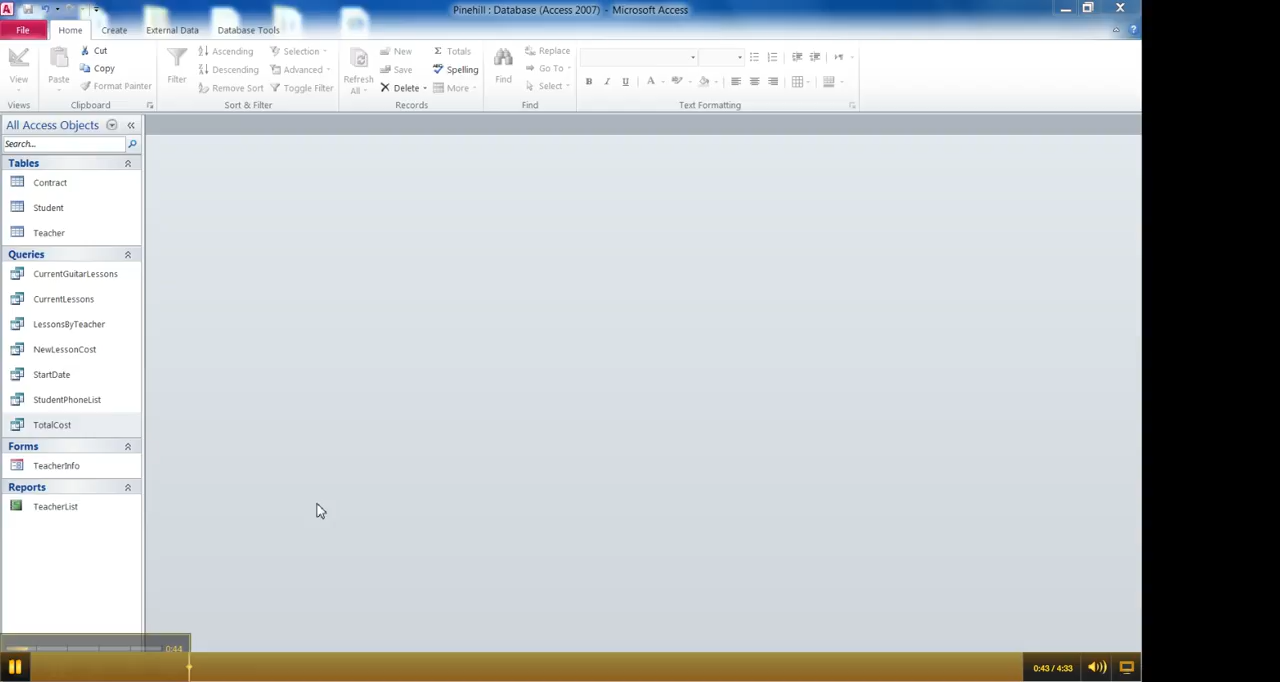 Pinehill : Database (Access 2007) - Microsoft Access
File Home Create External Data Database Tools
View
Views
Paste
Cut
Copy
Format Painter
Clipboard
Filter
Ascending
Descending
Remove Sort
Selection
Advanced
Toggle Filter
Sort & Filter
Refresh All
New
Save
Delete
Totals
Spelling
More
Records
Find
Replace
Go To
Select
Find
B I U A
Text Formatting
All Access Objects
Search...
Tables
Contract
Student
Teacher
Queries
CurrentGuitarLessons
CurrentLessons
LessonsByTeacher
NewLessonCost
StartDate
StudentPhoneList
TotalCost
Forms
TeacherInfo
Reports
TeacherList
0:44
0:43 / 4:33